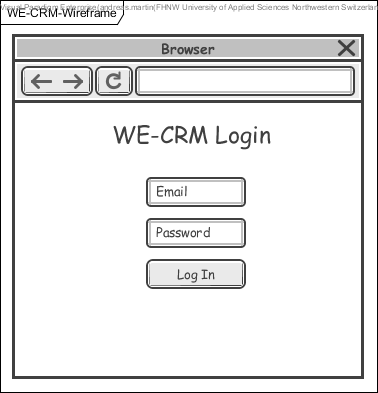 Visual Paradigm Enterprise(andreas.martin(FHNW University of Applied Sciences Northwestern Switzerlan
WE-CRM-Wireframe
Browser
WE-CRM Login
Email
Password
Log In